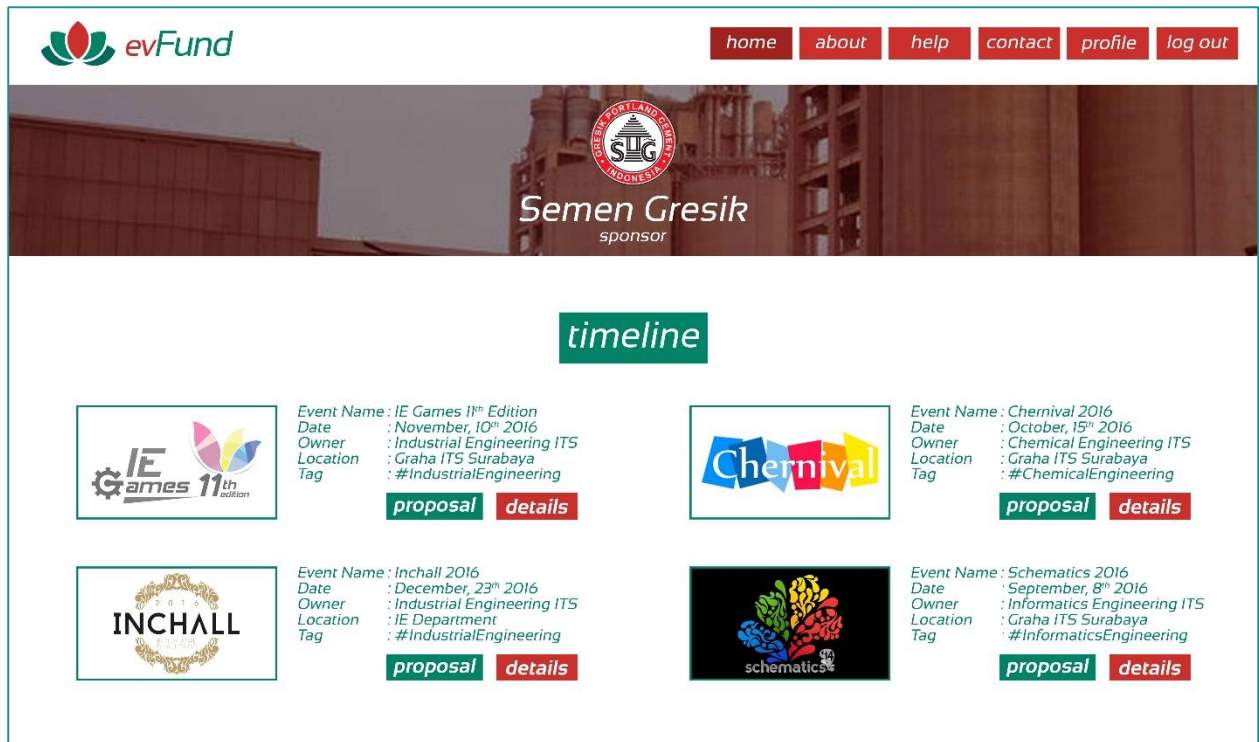 evFund
home about help contact profile log out
GRESIK PORTLAND CEMENT
SG
INDONESIA
Semen Gresik
sponsor
timeline
IE
Games 11th
edition
Event Name : IE Games 11th Edition
Date : November, 10th 2016
Owner : Industrial Engineering ITS
Location : Graha ITS Surabaya
Tag : #IndustrialEngineering
proposal details
Chernival
Event Name : Chernival 2016
Date : October, 15th 2016
Owner : Chemical Engineering ITS
Location : Graha ITS Surabaya
Tag : #ChemicalEngineering
proposal details
2016
INCHALL
Event Name : Inchall 2016
Date : December, 23th 2016
Owner : Industrial Engineering ITS
Location : IE Department
Tag : #IndustrialEngineering
proposal details
schematics
Event Name : Schematics 2016
Date : September, 8th 2016
Owner : Informatics Engineering ITS
Location : Graha ITS Surabaya
Tag : #InformaticsEngineering
proposal details